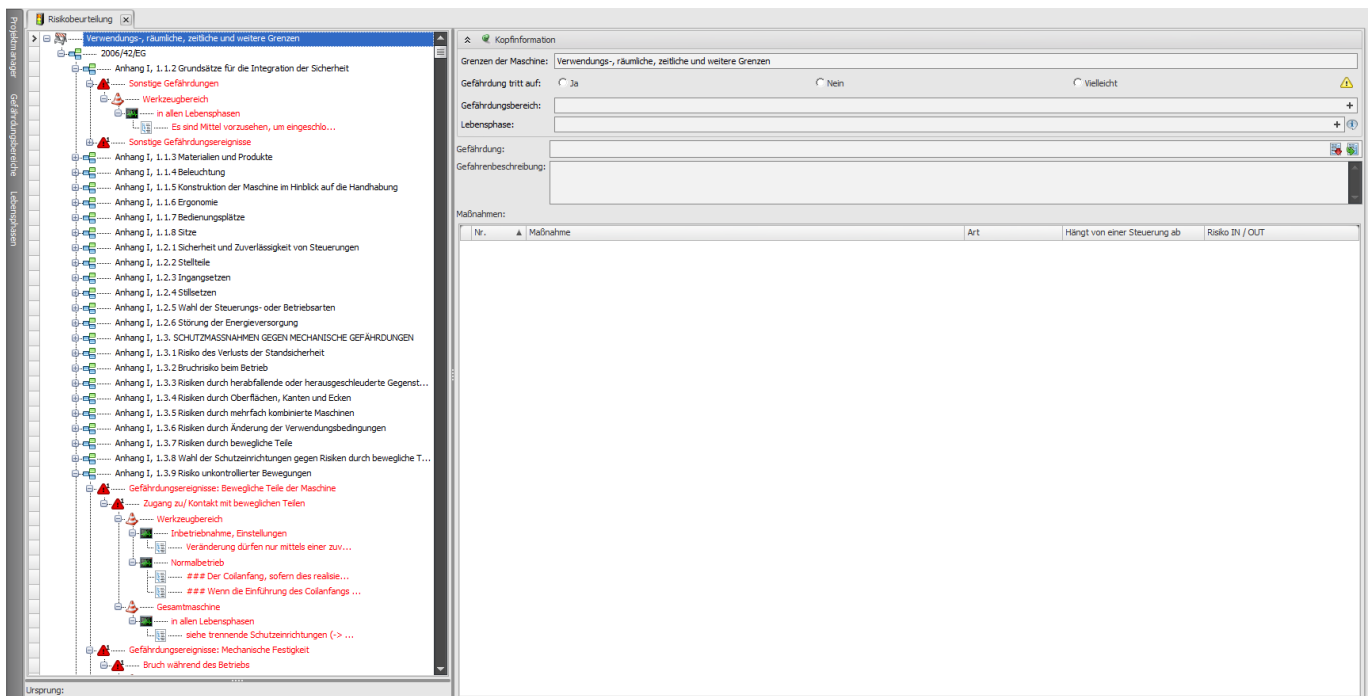 Projektmanager
Gefährdungsbereiche
Lebensphasen
Risikobeurteilung
Verwendungs-, räumliche, zeitliche und weitere Grenzen
2006/42/EG
Anhang I, 1.1.2 Grundsätze für die Integration der Sicherheit
Sonstige Gefährdungen
Werkzeugbereich
in allen Lebensphasen
Es sind Mittel vorzusehen, um eingeschlo...
Sonstige Gefährdungsereignisse
Anhang I, 1.1.3 Materialien und Produkte
Anhang I, 1.1.4 Beleuchtung
Anhang I, 1.1.5 Konstruktion der Maschine im Hinblick auf die Handhabung
Anhang I, 1.1.6 Ergonomie
Anhang I, 1.1.7 Bedienungsplätze
Anhang I, 1.1.8 Sitze
Anhang I, 1.2.1 Sicherheit und Zuverlässigkeit von Steuerungen
Anhang I, 1.2.2 Stellteile
Anhang I, 1.2.3 Ingangsetzen
Anhang I, 1.2.4 Stillsetzen
Anhang I, 1.2.5 Wahl der Steuerungs- oder Betriebsarten
Anhang I, 1.2.6 Störung der Energieversorgung
Anhang I, 1.3. SCHUTZMASSNAHMEN GEGEN MECHANISCHE GEFÄHRDUNGEN
Anhang I, 1.3.1 Risiko des Verlusts der Standsicherheit
Anhang I, 1.3.2 Bruchrisiko beim Betrieb
Anhang I, 1.3.3 Risiken durch herabfallende oder herausgeschleuderte Gegenst...
Anhang I, 1.3.4 Risiken durch Oberflächen, Kanten und Ecken
Anhang I, 1.3.5 Risiken durch mehrfach kombinierte Maschinen
Anhang I, 1.3.6 Risiken durch Änderung der Verwendungsbedingungen
Anhang I, 1.3.7 Risiken durch bewegliche Teile
Anhang I, 1.3.8 Wahl der Schutzeinrichtungen gegen Risiken durch bewegliche T...
Anhang I, 1.3.9 Risiko unkontrollierter Bewegungen
Gefährdungsereignisse: Bewegliche Teile der Maschine
Zugang zu/ Kontakt mit beweglichen Teilen
Werkzeugbereich
Inbetriebnahme, Einstellungen
Veränderung dürfen nur mittels einer zuv...
Normalbetrieb
### Der Coilanfang, sofern dies realisie...
### Wenn die Einführung des Coilanfangs ...
Gesamtmaschine
in allen Lebensphasen
siehe trennende Schutzeinrichtungen (-> ...
Gefährdungsereignisse: Mechanische Festigkeit
Bruch während des Betriebs
Ursprung:
Kopfinformation
Grenzen der Maschine: Verwendungs-, räumliche, zeitliche und weitere Grenzen
Gefährdung tritt auf: Ja Nein Vielleicht
Gefährdungsbereich:
Lebensphase:
Gefährdung:
Gefahrenbeschreibung:
Maßnahmen:
Nr. Maßnahme Art Hängt von einer Steuerung ab Risiko IN / OUT